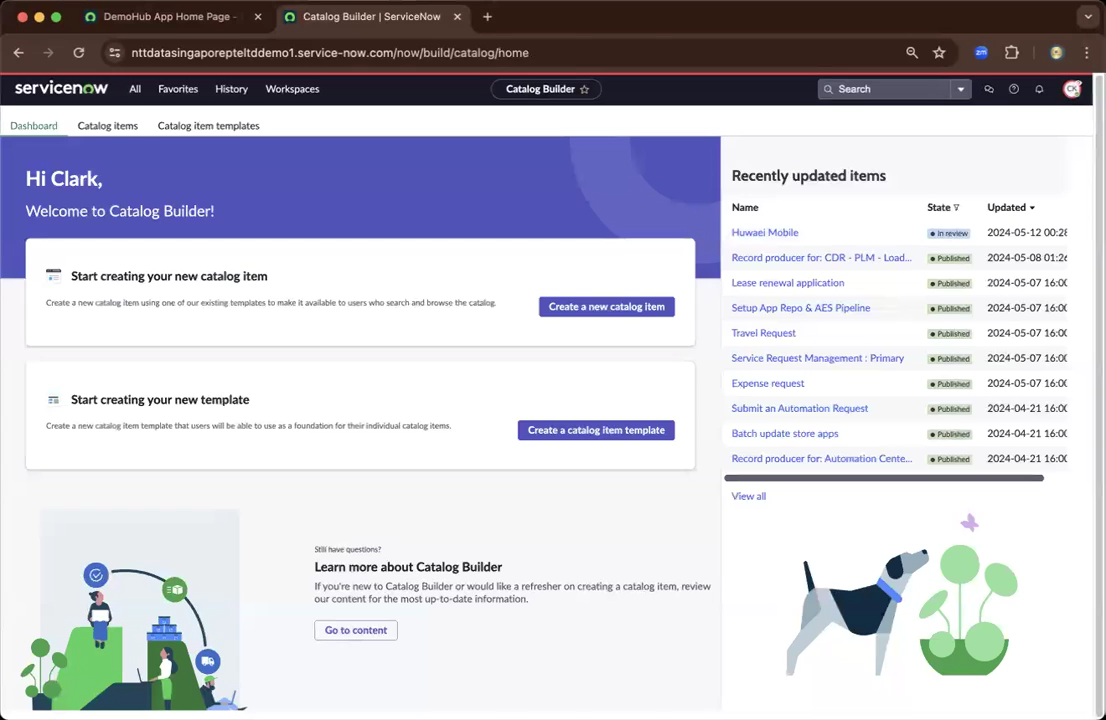 DemoHub App Home Page -
Catalog Builder | ServiceNow
nttdatasingaporepteltddemo1.service-now.com/now/build/catalog/home
zm
servicenow
All
Favorites
History
Workspaces
Catalog Builder
Search
CK
Dashboard
Catalog items
Catalog item templates
Hi Clark,
Welcome to Catalog Builder!
Start creating your new catalog item
Create a new catalog item using one of our existing templates to make it available to users who search and browse the catalog.
Create a new catalog item
Start creating your new template
Create a new catalog item template that users will be able to use as a foundation for their individual catalog items.
Create a catalog item template
Still have questions?
Learn more about Catalog Builder
If you're new to Catalog Builder or would like a refresher on creating a catalog item, review
our content for the most up-to-date information.
Go to content
Recently updated items
Name State Updated
Huwaei Mobile In review 2024-05-12 00:28
Record producer for: CDR - PLM - Load... Published 2024-05-08 01:26
Lease renewal application Published 2024-05-07 16:00
Setup App Repo & AES Pipeline Published 2024-05-07 16:00
Travel Request Published 2024-05-07 16:00
Service Request Management : Primary Published 2024-05-07 16:00
Expense request Published 2024-05-07 16:00
Submit an Automation Request Published 2024-04-21 16:00
Batch update store apps Published 2024-04-21 16:00
Record producer for: Automation Cente... Published 2024-04-21 16:00
View all